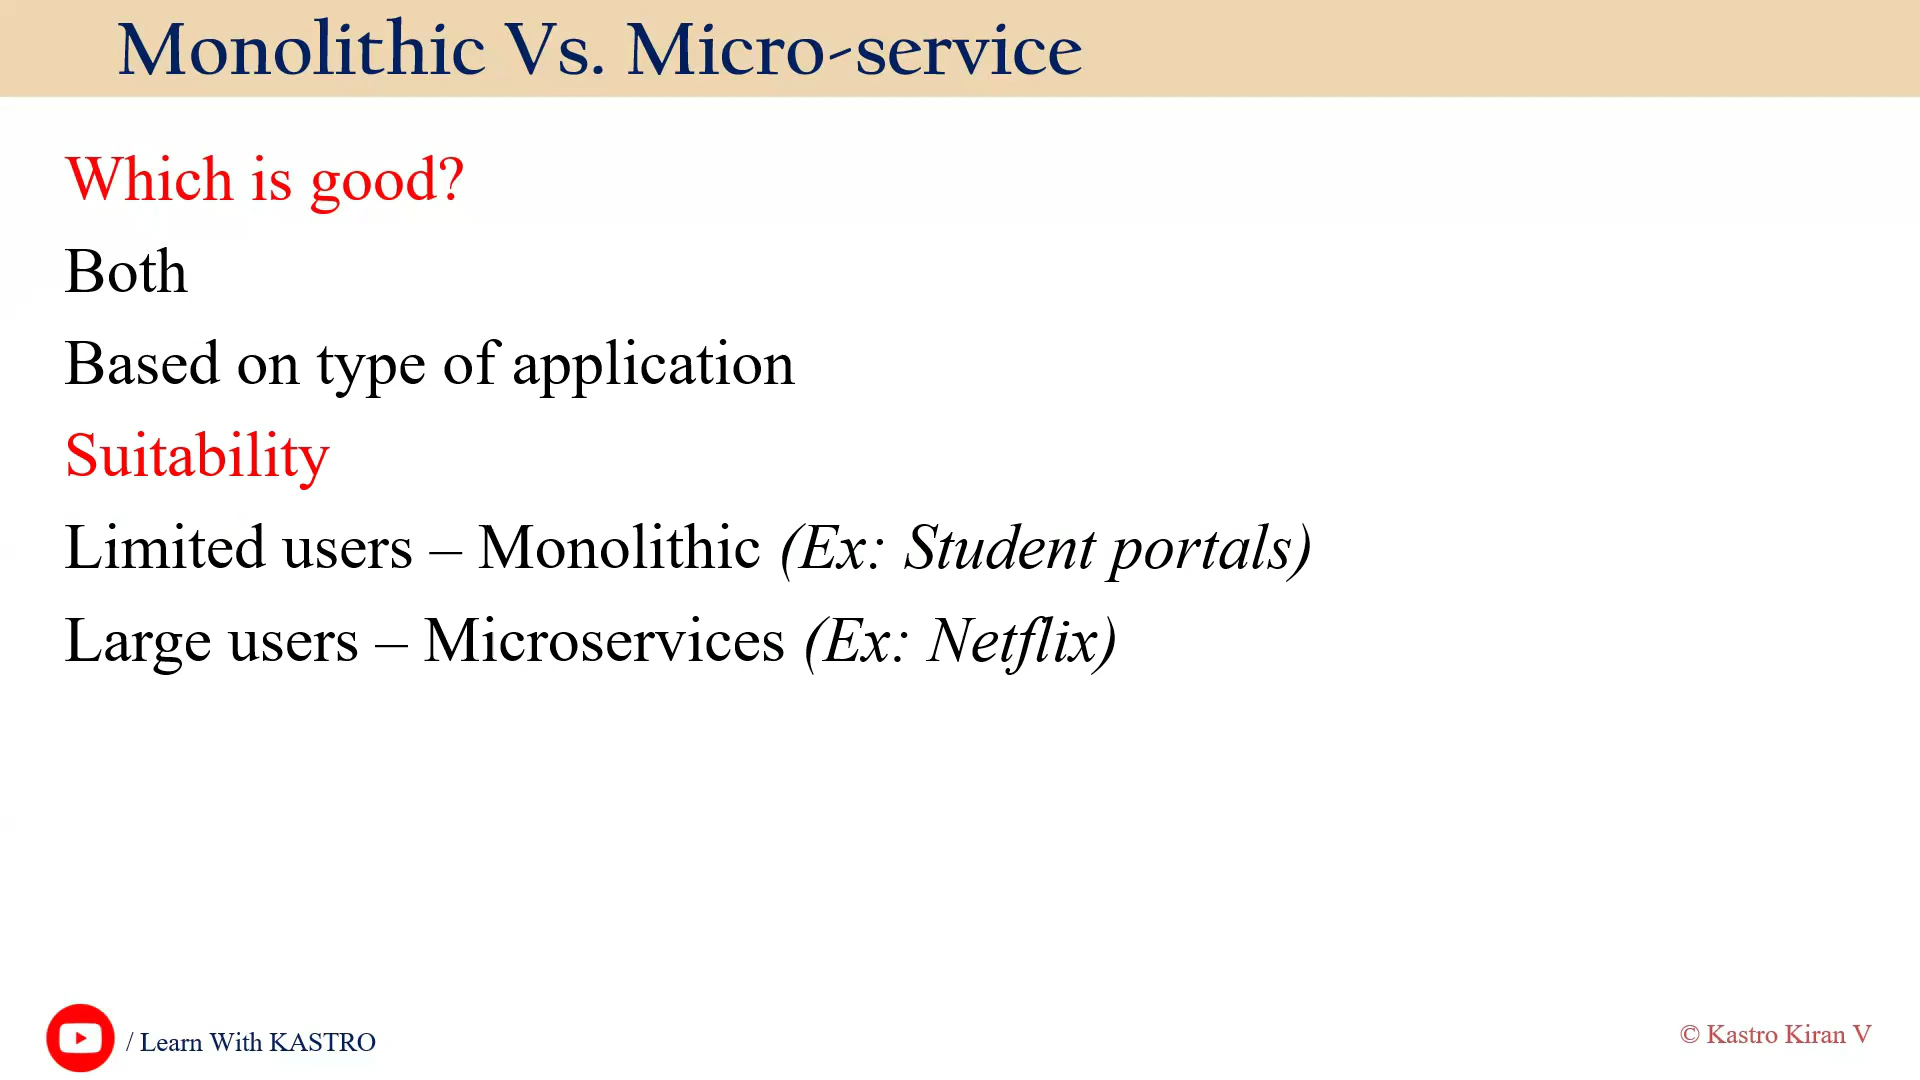 Monolithic Vs. Micro-service
Which is good?
Both
Based on type of application
Suitability
Limited users – Monolithic (Ex: Student portals)
Large users – Microservices (Ex: Netflix)
/ Learn With KASTRO
© Kastro Kiran V